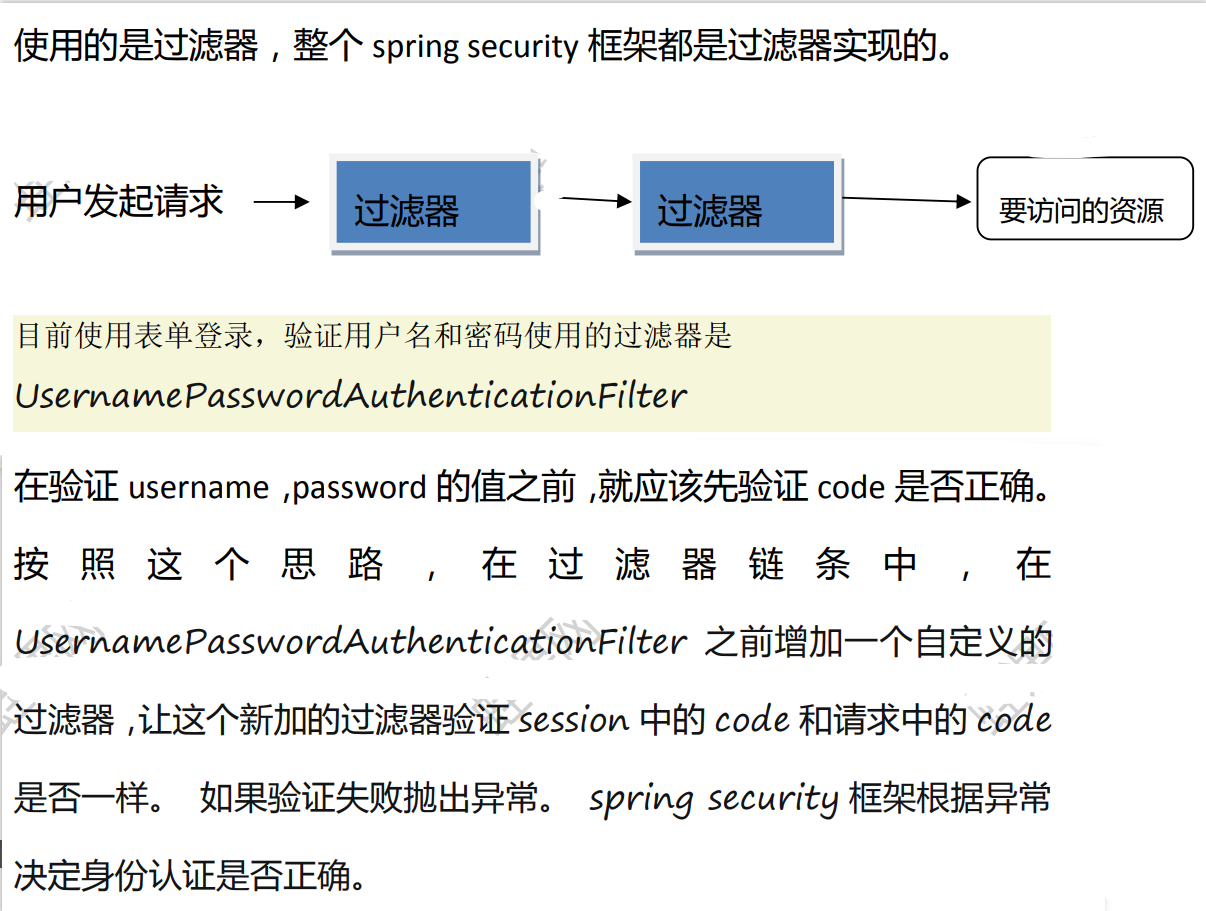 使用的是过滤器，整个 spring security 框架都是过滤器实现的。
用户发起请求 过滤器 过滤器 要访问的资源
目前使用表单登录，验证用户名和密码使用的过滤器是
UsernamePasswordAuthenticationFilter
在验证 username ,password 的值之前 ,就应该先验证 code 是否正确。
按照这个思路，在过滤器链条中，在
UsernamePasswordAuthenticationFilter 之前增加一个自定义的
过滤器 ,让这个新加的过滤器验证 session 中的 code 和请求中的 code
是否一样。 如果验证失败抛出异常。 spring security 框架根据异常
决定身份认证是否正确。